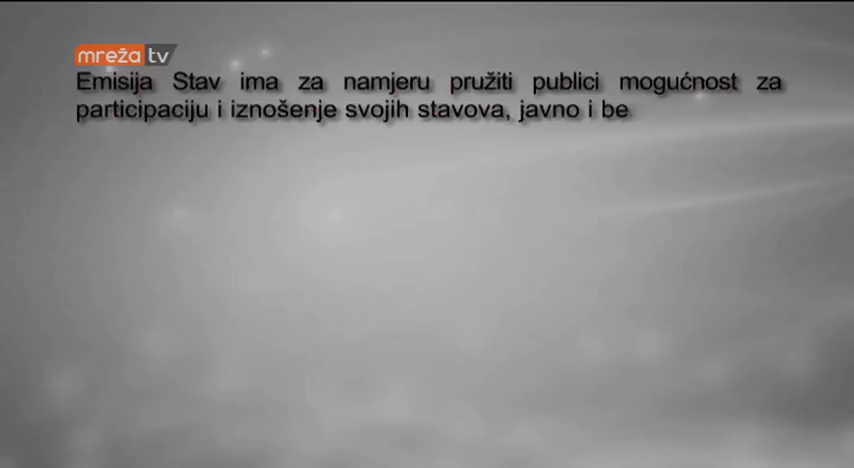 mreža tv
Emisija Stav ima za namjeru pružiti publici mogućnost za
participaciju i iznošenje svojih stavova, javno i be